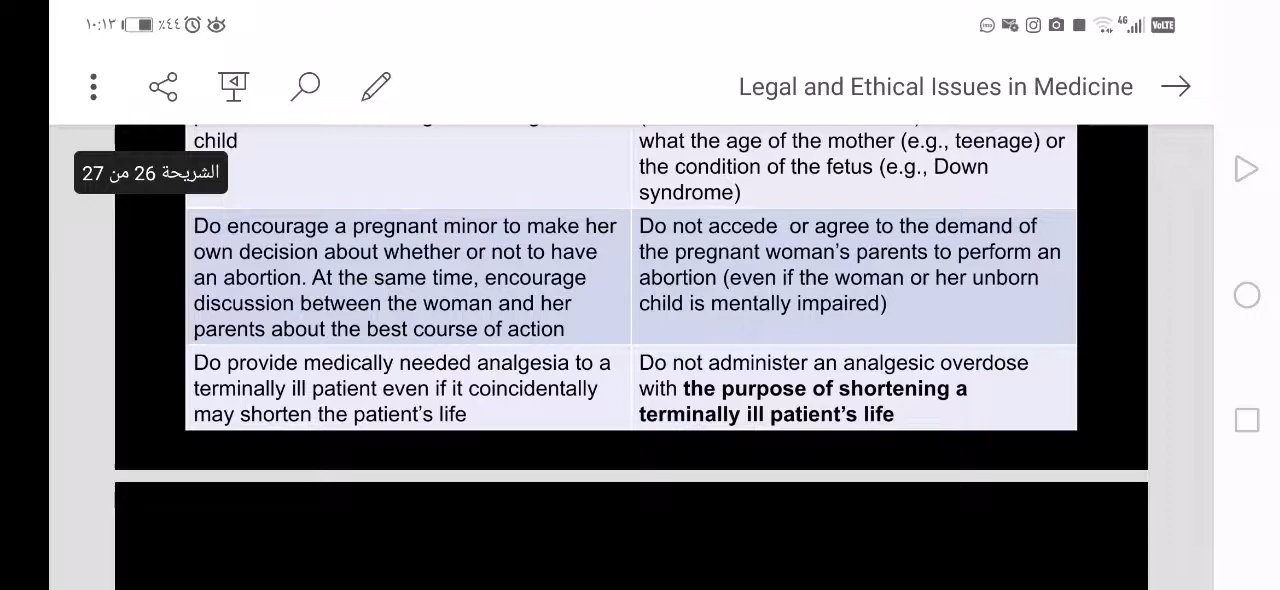 ١٠:١٣
٪٤٤
4G
VoLTE
Legal and Ethical Issues in Medicine
الشريحة 26 من 27
child
what the age of the mother (e.g., teenage) or
the condition of the fetus (e.g., Down
syndrome)
Do encourage a pregnant minor to make her
own decision about whether or not to have
an abortion. At the same time, encourage
discussion between the woman and her
parents about the best course of action
Do not accede or agree to the demand of
the pregnant woman’s parents to perform an
abortion (even if the woman or her unborn
child is mentally impaired)
Do provide medically needed analgesia to a
terminally ill patient even if it coincidentally
may shorten the patient’s life
Do not administer an analgesic overdose
with the purpose of shortening a
terminally ill patient’s life